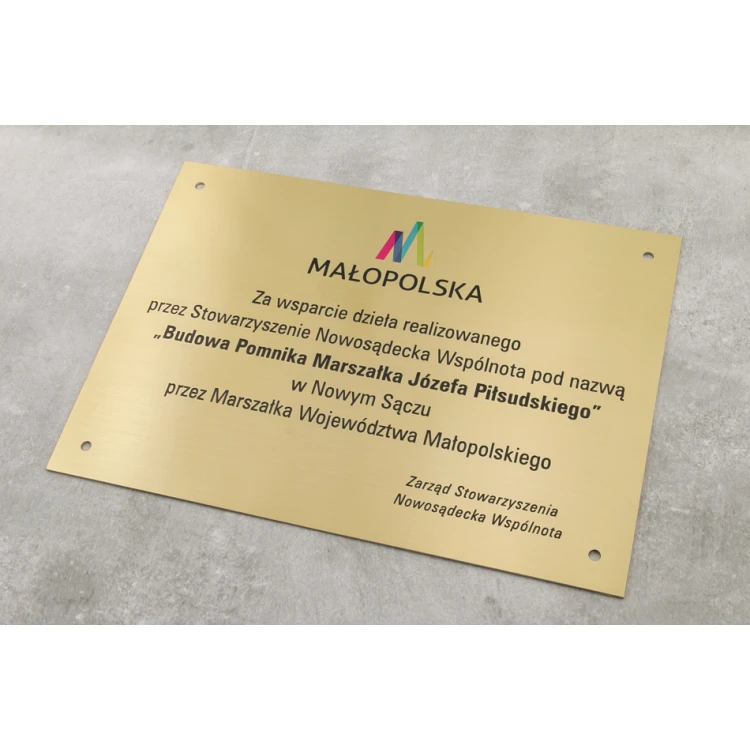 MAŁOPOLSKA
Za wsparcie dzieła realizowanego
przez Stowarzyszenie Nowosądecka Wspólnota pod nazwą
„Budowa Pomnika Marszałka Józefa Piłsudskiego”
w Nowym Sączu
przez Marszałka Województwa Małopolskiego
Zarząd Stowarzyszenia
Nowosądecka Wspólnota